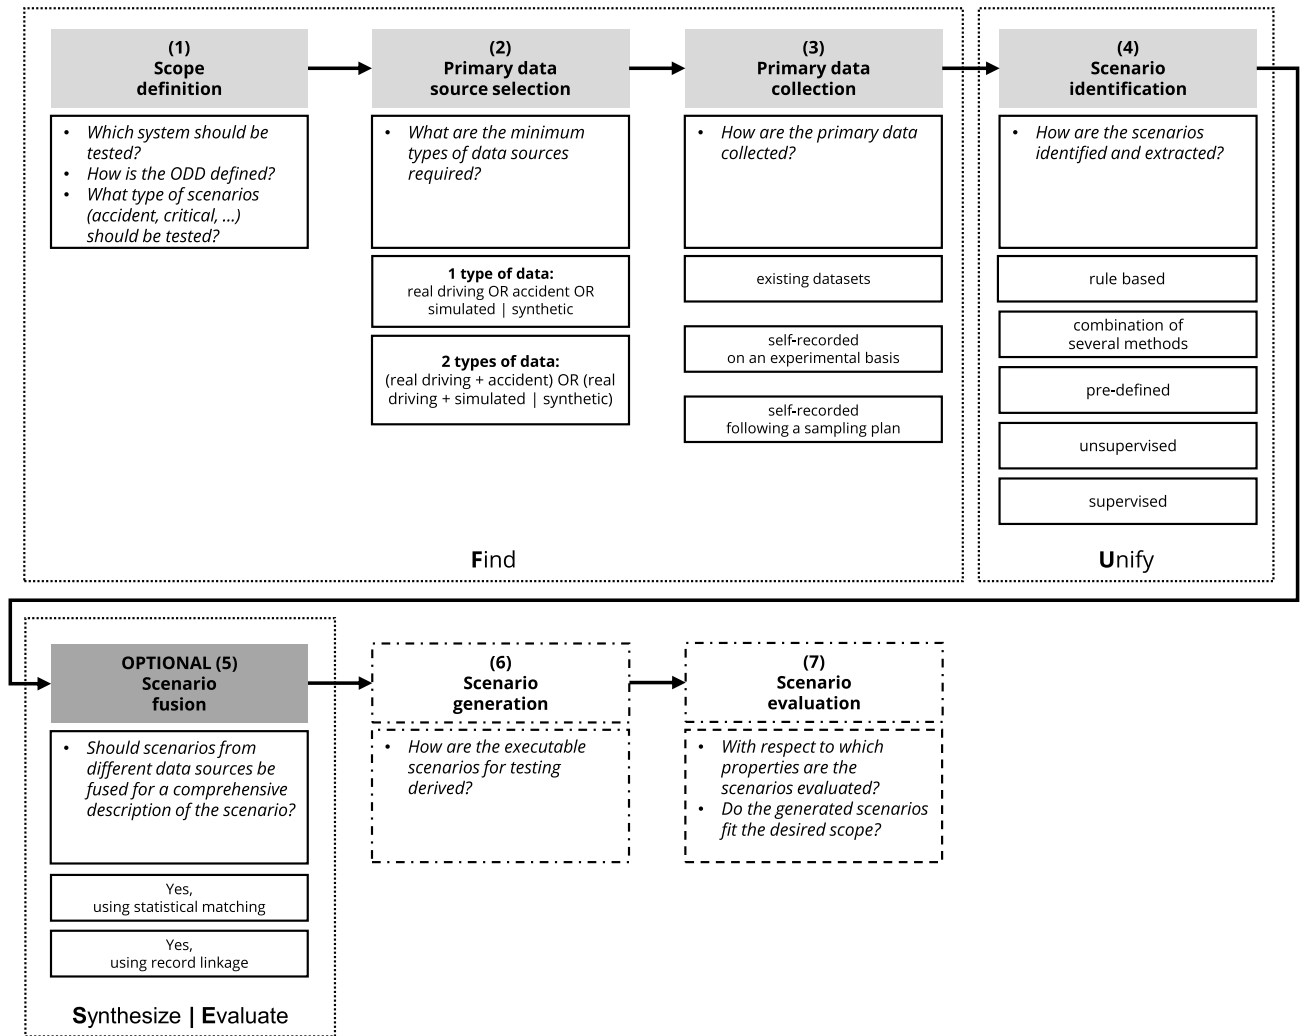 (1)
Scope
definition
• Which system should be
tested?
• How is the ODD defined?
• What type of scenarios
(accident, critical, ...)
should be tested?
(2)
Primary data
source selection
• What are the minimum
types of data sources
required?
1 type of data:
real driving OR accident OR
simulated | synthetic
2 types of data:
(real driving + accident) OR (real
driving + simulated | synthetic)
(3)
Primary data
collection
• How are the primary data
collected?
existing datasets
self-recorded
on an experimental basis
self-recorded
following a sampling plan
Find
(4)
Scenario
identification
• How are the scenarios
identified and extracted?
rule based
combination of
several methods
pre-defined
unsupervised
supervised
Unify
OPTIONAL (5)
Scenario
fusion
• Should scenarios from
different data sources be
fused for a comprehensive
description of the scenario?
Yes,
using statistical matching
Yes,
using record linkage
Synthesize | Evaluate
(6)
Scenario
generation
• How are the executable
scenarios for testing
derived?
(7)
Scenario
evaluation
• With respect to which
properties are the
scenarios evaluated?
• Do the generated scenarios
fit the desired scope?